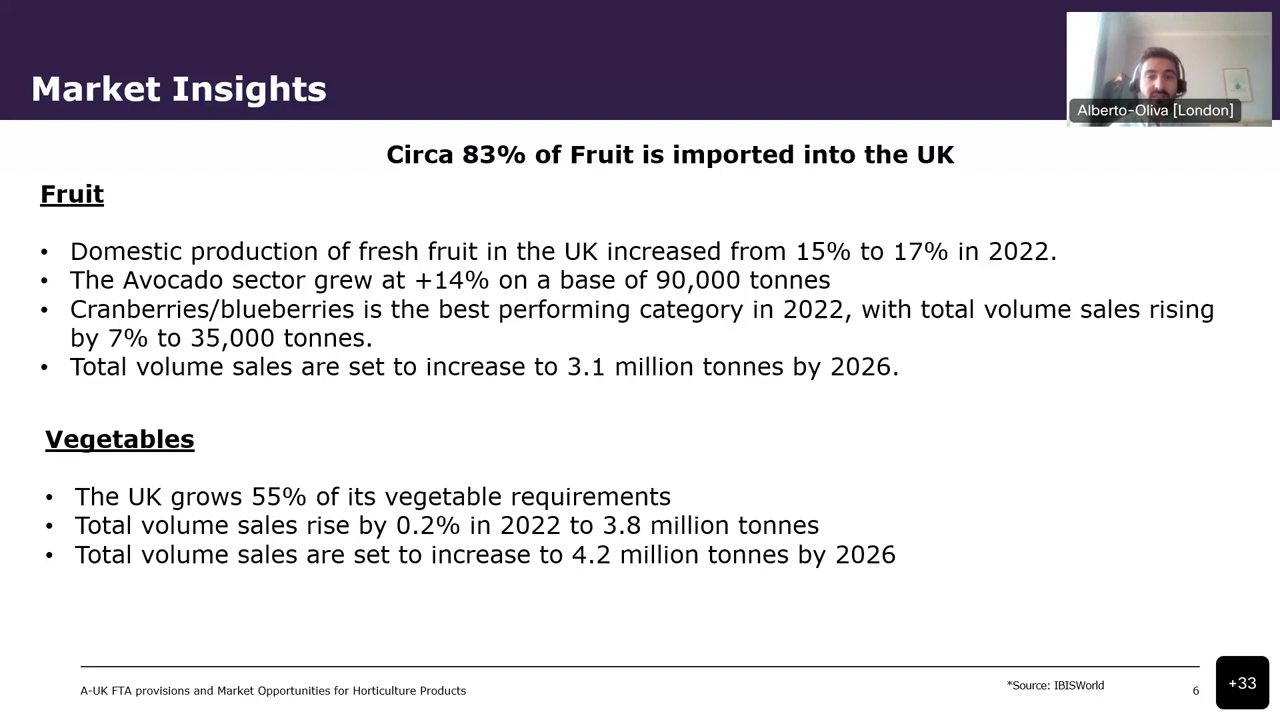 Market Insights
Alberto-Oliva [London]
Circa 83% of Fruit is imported into the UK
Fruit
• Domestic production of fresh fruit in the UK increased from 15% to 17% in 2022.
• The Avocado sector grew at +14% on a base of 90,000 tonnes
• Cranberries/blueberries is the best performing category in 2022, with total volume sales rising
by 7% to 35,000 tonnes.
• Total volume sales are set to increase to 3.1 million tonnes by 2026.
Vegetables
• The UK grows 55% of its vegetable requirements
• Total volume sales rise by 0.2% in 2022 to 3.8 million tonnes
• Total volume sales are set to increase to 4.2 million tonnes by 2026
A-UK FTA provisions and Market Opportunities for Horticulture Products
*Source: IBISWorld
6
+33